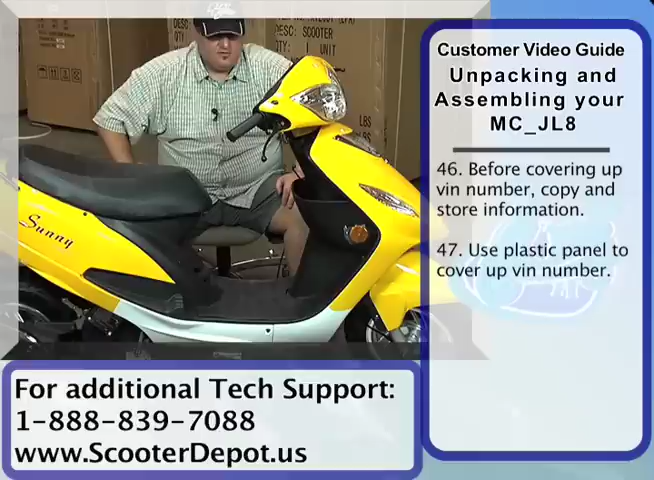 DESC: SCOOTER
QTY: 1 UNIT
LBS
Sunny
Customer Video Guide
Unpacking and
Assembling your
MC_JL8
46. Before covering up
vin number, copy and
store information.
47. Use plastic panel to
cover up vin number.
For additional Tech Support:
1-888-839-7088
www.ScooterDepot.us